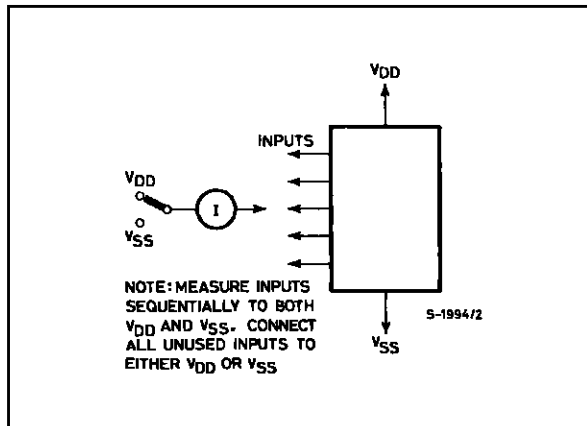 VDD
INPUTS
VDD
I
VSS
NOTE: MEASURE INPUTS
SEQUENTIALLY TO BOTH
VDD AND VSS. CONNECT
ALL UNUSED INPUTS TO
EITHER VDD OR VSS
S-1994/2
VSS